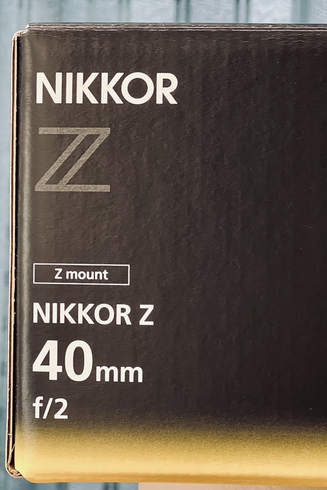 NIKKOR
Z
Z mount
NIKKOR Z
40mm
f/2